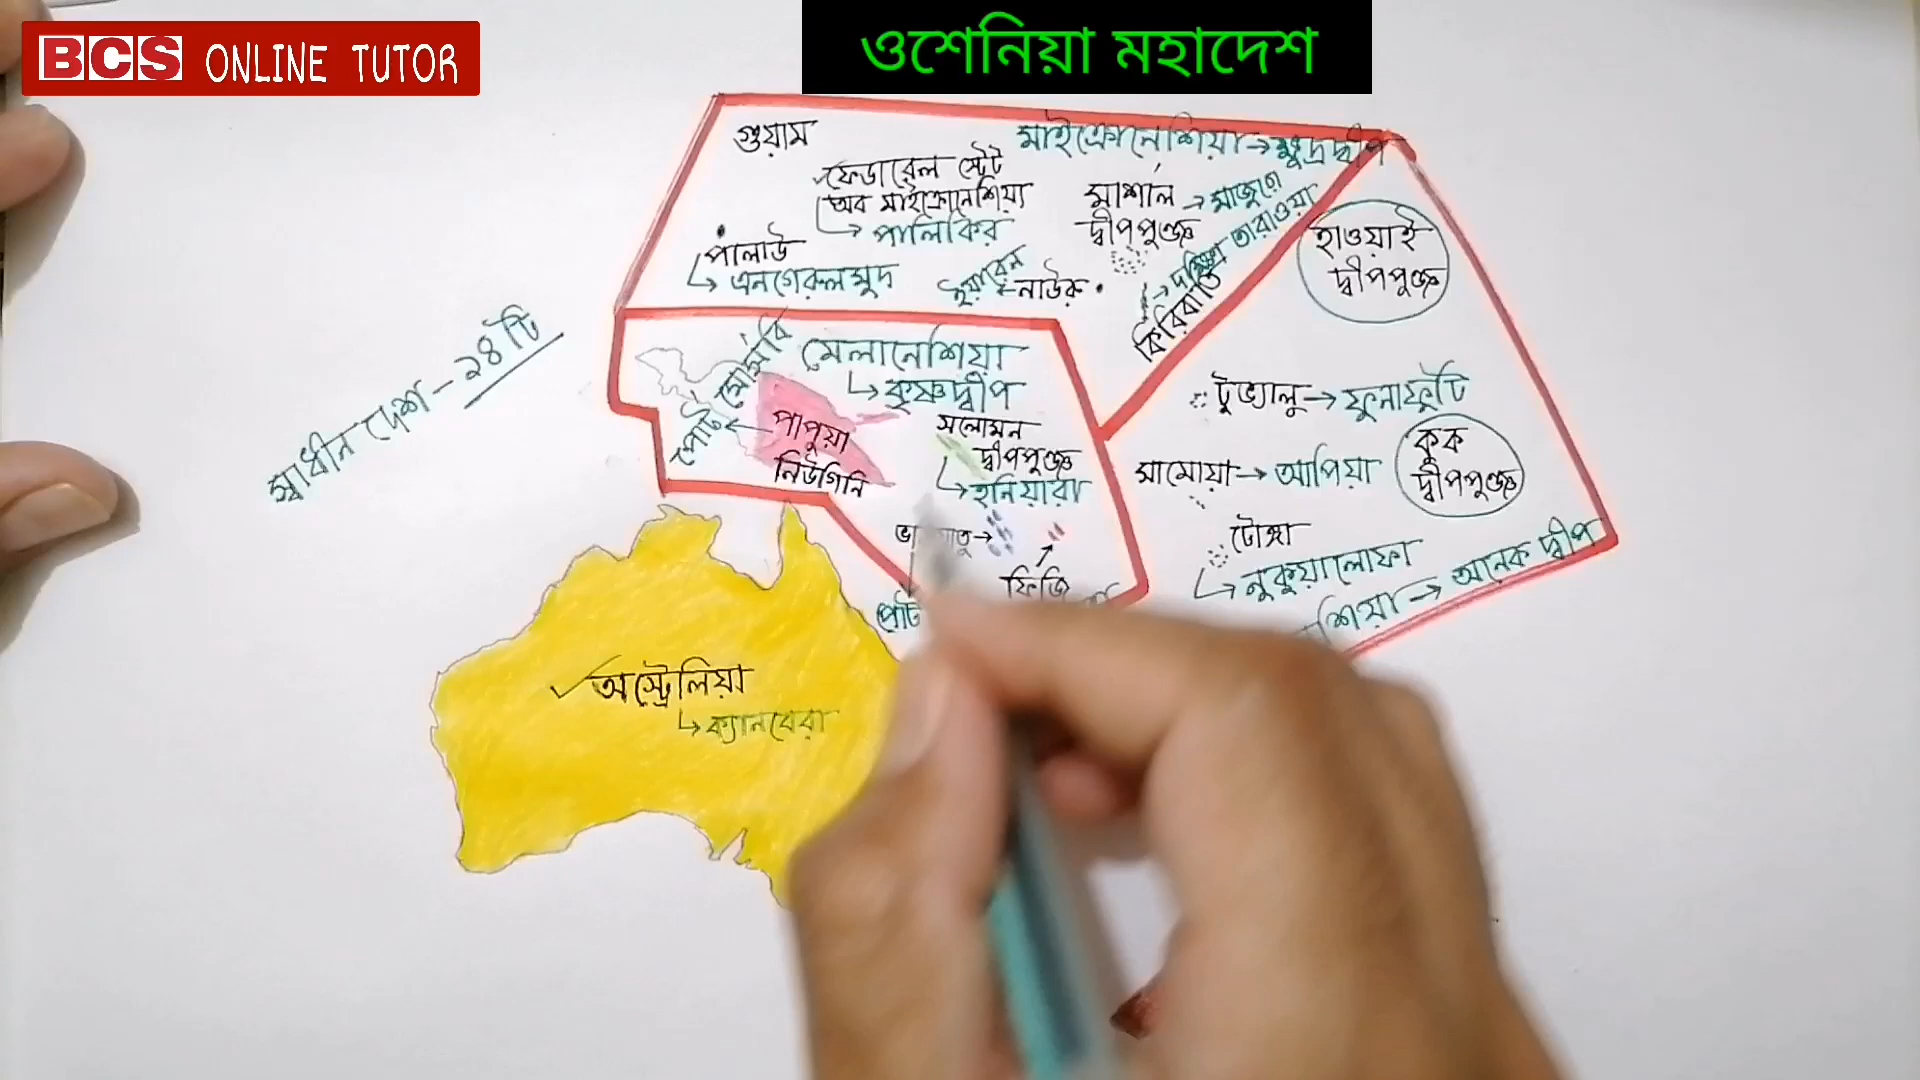 BCS ONLINE TUTOR
ওশেনিয়া মহাদেশ
গুয়াম
মাইক্রোনেশিয়া→ক্ষুদ্রদ্বীপ
ফেডারেল স্টেট
অব মাইক্রোনেশিয়া
→ পালিকির
মার্শাল
দ্বীপপুঞ্জ
→ মাজুরো
পালাউ
→ এনগেরুলমুদ
নাউরু
কিরিবাতি
→ দক্ষিণ তারাওয়া
হাওয়াই
দ্বীপপুঞ্জ
স্বাধীন দেশ – ১৪টি
মেলানেশিয়া
→ কৃষ্ণদ্বীপ
পোর্ট মোর্সবি
পাপুয়া
নিউগিনি
সলোমন
দ্বীপপুঞ্জ
→ হনিয়ারা
ফিজি
টুভ্যালু → ফুনাফুটি
কুক
দ্বীপপুঞ্জ
সামোয়া → আপিয়া
টোঙ্গা
→ নুকুয়ালোফা
শিয়া → অনেক দ্বীপ
অস্ট্রেলিয়া
→ ক্যানবেরা